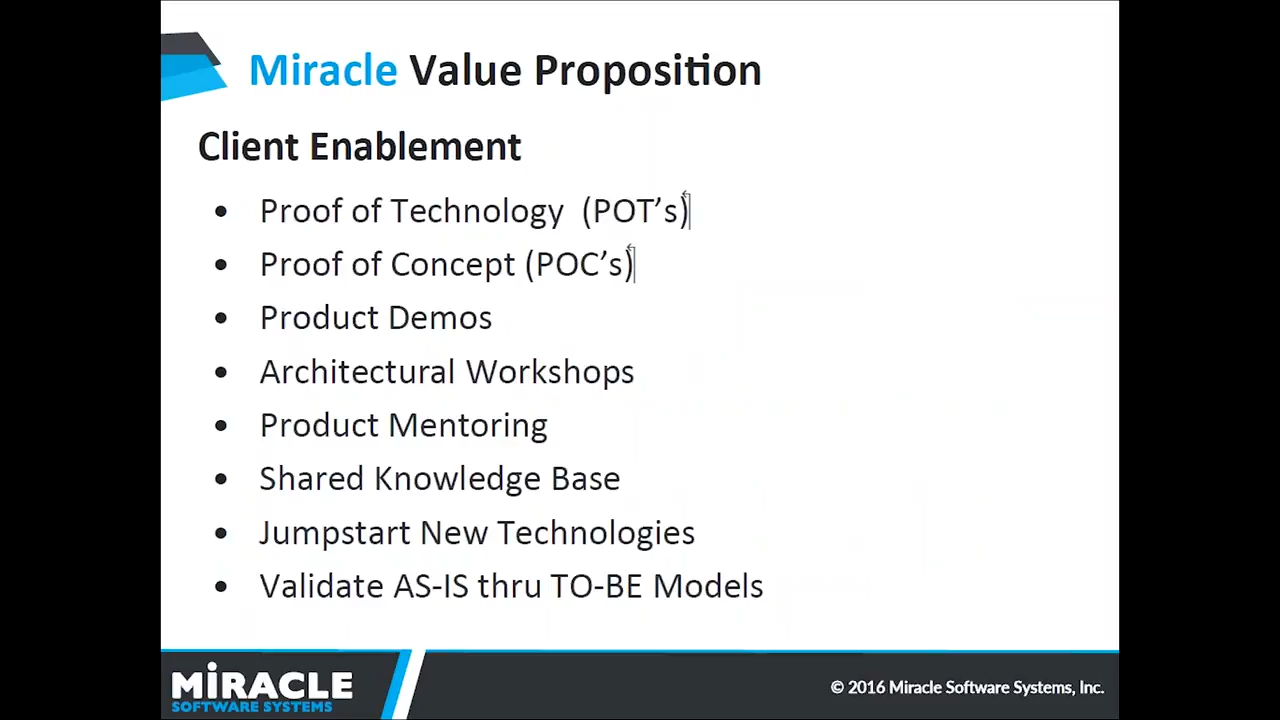 Miracle Value Proposition
Client Enablement
• Proof of Technology  (POT’s)
• Proof of Concept (POC’s)
• Product Demos
• Architectural Workshops
• Product Mentoring
• Shared Knowledge Base
• Jumpstart New Technologies
• Validate AS-IS thru TO-BE Models
MiRACLE
SOFTWARE SYSTEMS
© 2016 Miracle Software Systems, Inc.